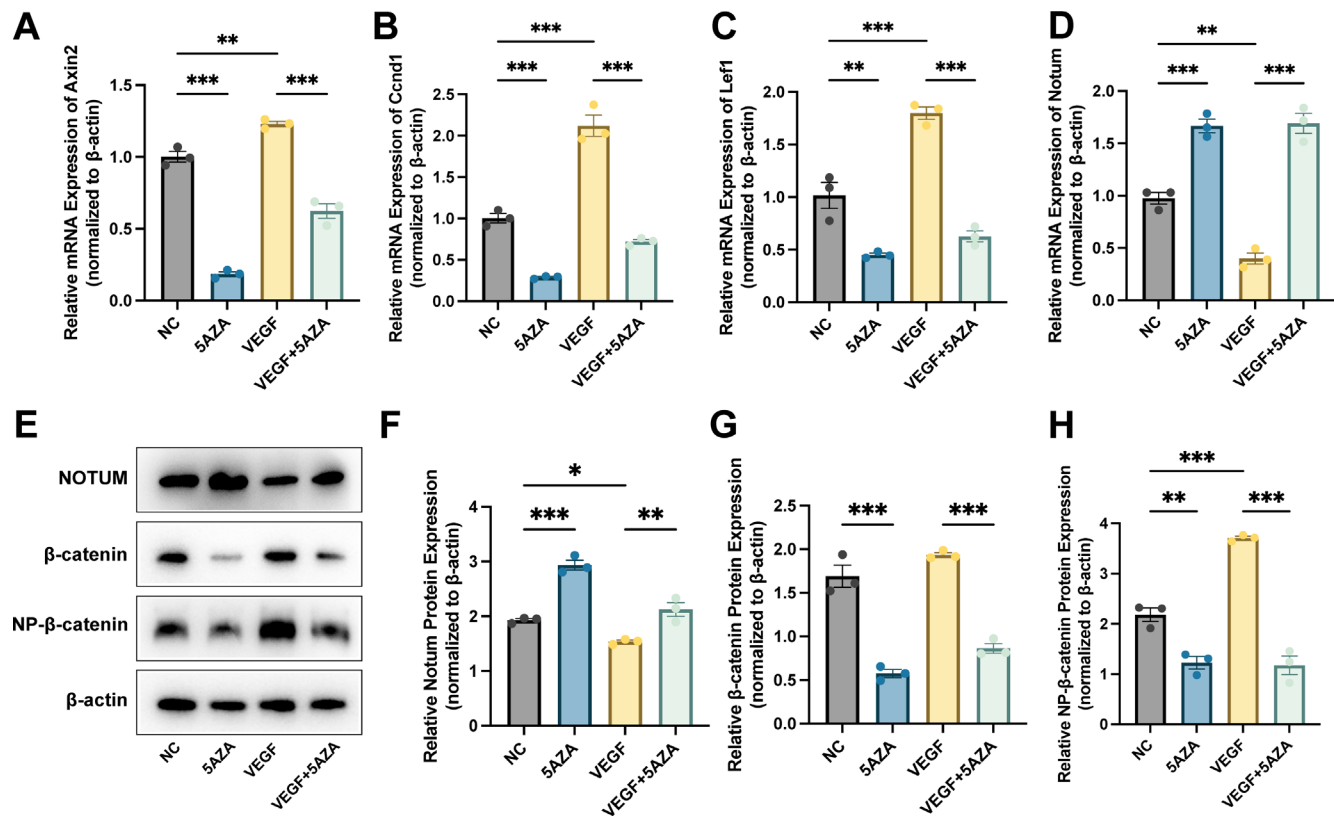 A
Relative mRNA Expression of Axin2
(normalized to β-actin)
**
***
***
1.5
1.0
0.5
0.0
NC
5AZA
VEGF
VEGF+5AZA
B
Relative mRNA Expression of Ccnd1
(normalized to β-actin)
***
***
***
2.5
2.0
1.5
1.0
0.5
0.0
NC
5AZA
VEGF
VEGF+5AZA
C
Relative mRNA Expression of Lef1
(normalized to β-actin)
***
**
***
2.0
1.5
1.0
0.5
0.0
NC
5AZA
VEGF
VEGF+5AZA
D
Relative mRNA Expression of Notum
(normalized to β-actin)
**
***
***
2.0
1.5
1.0
0.5
0.0
NC
5AZA
VEGF
VEGF+5AZA
E
NOTUM
β-catenin
NP-β-catenin
β-actin
NC
5AZA
VEGF
VEGF+5AZA
F
Relative Notum Protein Expression
(normalized to β-actin)
*
***
**
4
3
2
1
0
NC
5AZA
VEGF
VEGF+5AZA
G
Relative β-catenin Protein Expression
(normalized to β-actin)
***
***
2.5
2.0
1.5
1.0
0.5
0.0
NC
5AZA
VEGF
VEGF+5AZA
H
Relative NP-β-catenin Protein Expression
(normalized to β-actin)
***
**
***
4
3
2
1
0
NC
5AZA
VEGF
VEGF+5AZA